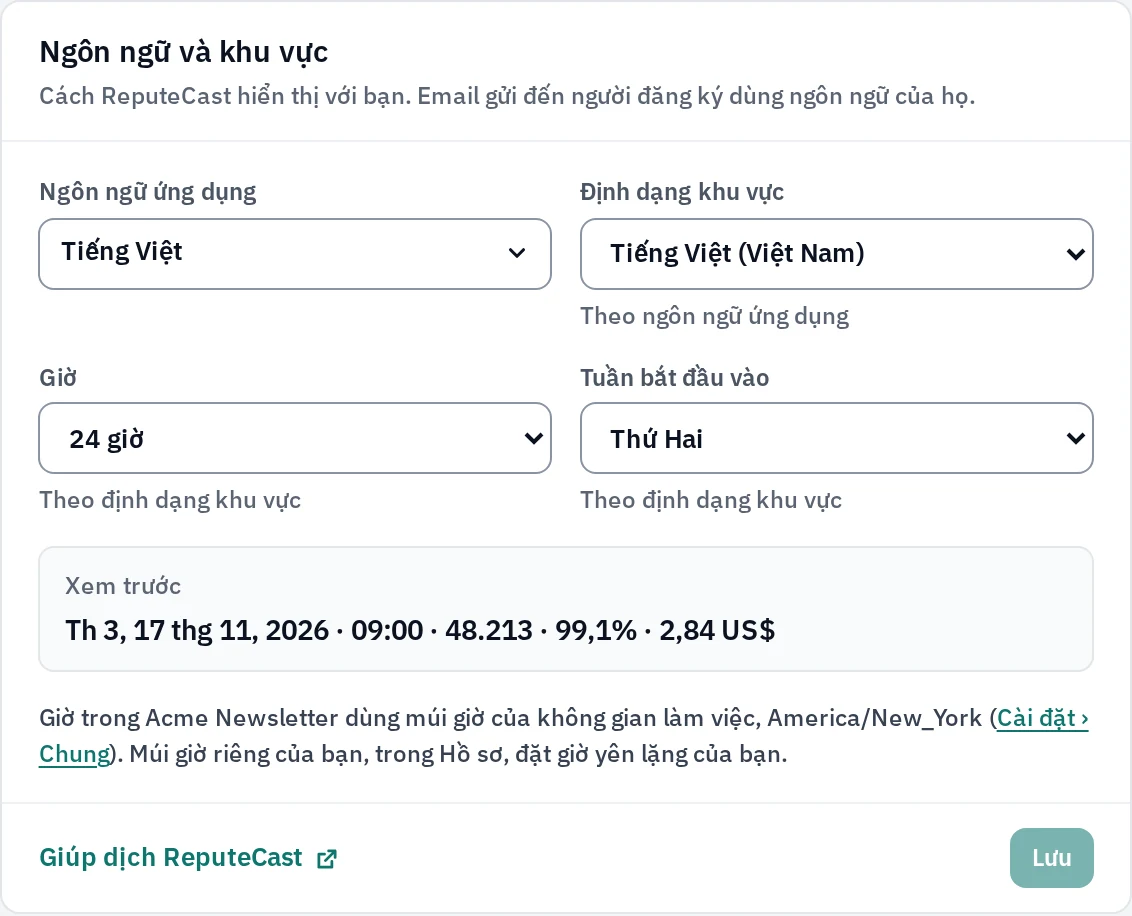 Ngôn ngữ và khu vực
Cách ReputeCast hiển thị với bạn. Email gửi đến người đăng ký dùng ngôn ngữ của họ.
Ngôn ngữ ứng dụng
Tiếng Việt
Định dạng khu vực
Tiếng Việt (Việt Nam)
Theo ngôn ngữ ứng dụng
Giờ
24 giờ
Theo định dạng khu vực
Tuần bắt đầu vào
Thứ Hai
Theo định dạng khu vực
Xem trước
Th 3, 17 thg 11, 2026 · 09:00 · 48.213 · 99,1% · 2,84 US$
Giờ trong Acme Newsletter dùng múi giờ của không gian làm việc, America/New_York (Cài đặt ›
Chung). Múi giờ riêng của bạn, trong Hồ sơ, đặt giờ yên lặng của bạn.
Giúp dịch ReputeCast
Lưu